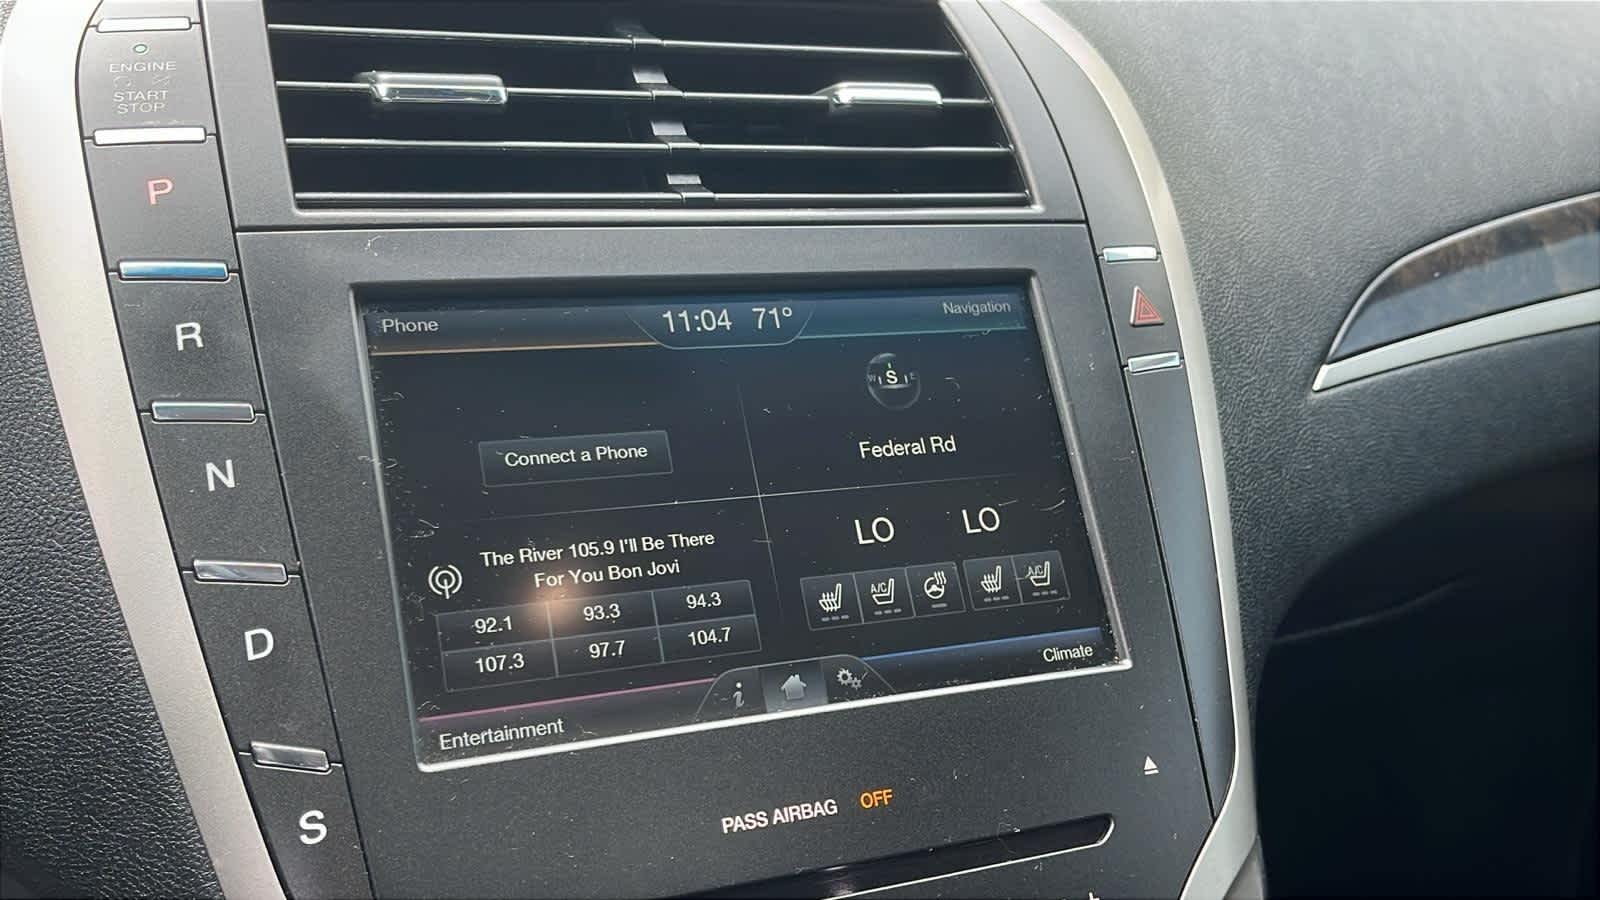 ENGINE
START
STOP
P
R
N
D
S
Phone
11:04 71°
Navigation
W S E
Connect a Phone
Federal Rd
The River 105.9 I'll Be There
For You Bon Jovi
92.1 93.3 94.3
107.3 97.7 104.7
LO LO
A/C A/C
Entertainment
i
Climate
PASS AIRBAG OFF